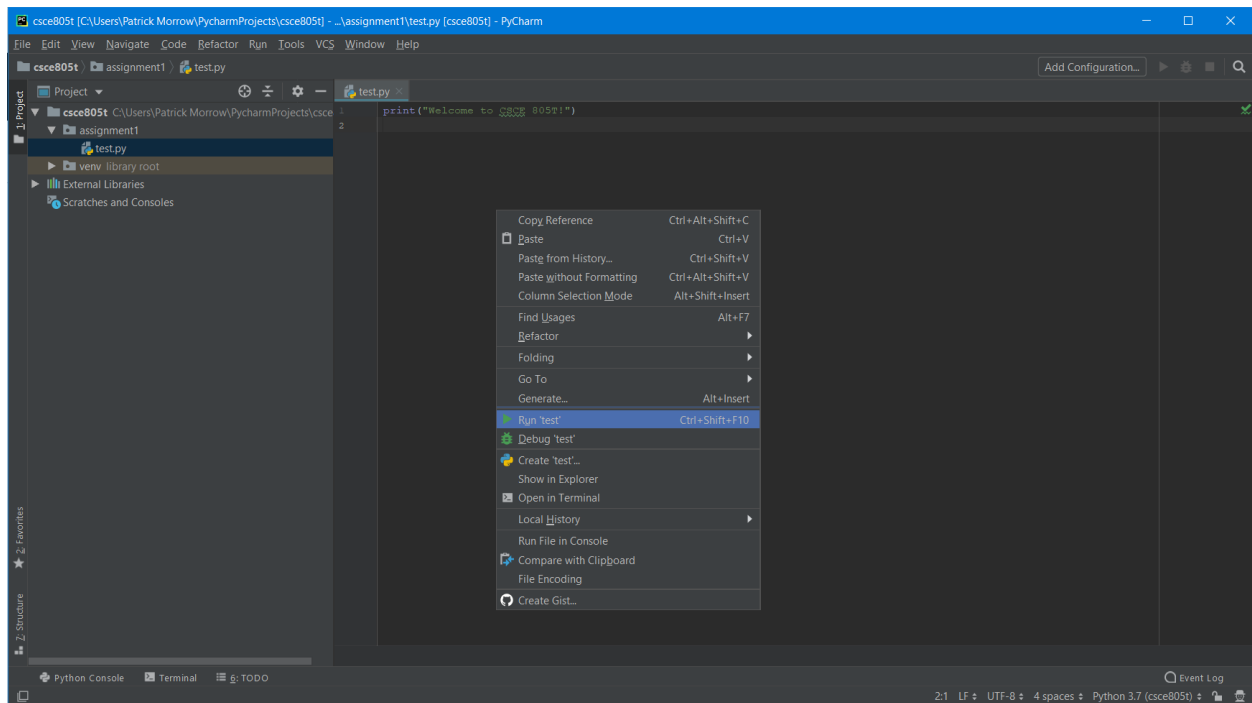 csce805t [C:\Users\Patrick Morrow\PycharmProjects\csce805t] - ...\assignment1\test.py [csce805t] - PyCharm
File Edit View Navigate Code Refactor Run Tools VCS Window Help
csce805t assignment1 test.py Add Configuration...
1: Project
Project test.py
csce805t C:\Users\Patrick Morrow\PycharmProjects\csce
assignment1
test.py
venv library root
External Libraries
Scratches and Consoles
1 print("Welcome to CSCE 805T!")
2
Copy Reference Ctrl+Alt+Shift+C
Paste Ctrl+V
Paste from History... Ctrl+Shift+V
Paste without Formatting Ctrl+Alt+Shift+V
Column Selection Mode Alt+Shift+Insert
Find Usages Alt+F7
Refactor
Folding
Go To
Generate... Alt+Insert
Run 'test' Ctrl+Shift+F10
Debug 'test'
Create 'test'...
Show in Explorer
Open in Terminal
Local History
Run File in Console
Compare with Clipboard
File Encoding
Create Gist...
2: Favorites
7: Structure
Python Console Terminal 6: TODO Event Log
2:1 LF UTF-8 4 spaces Python 3.7 (csce805t)